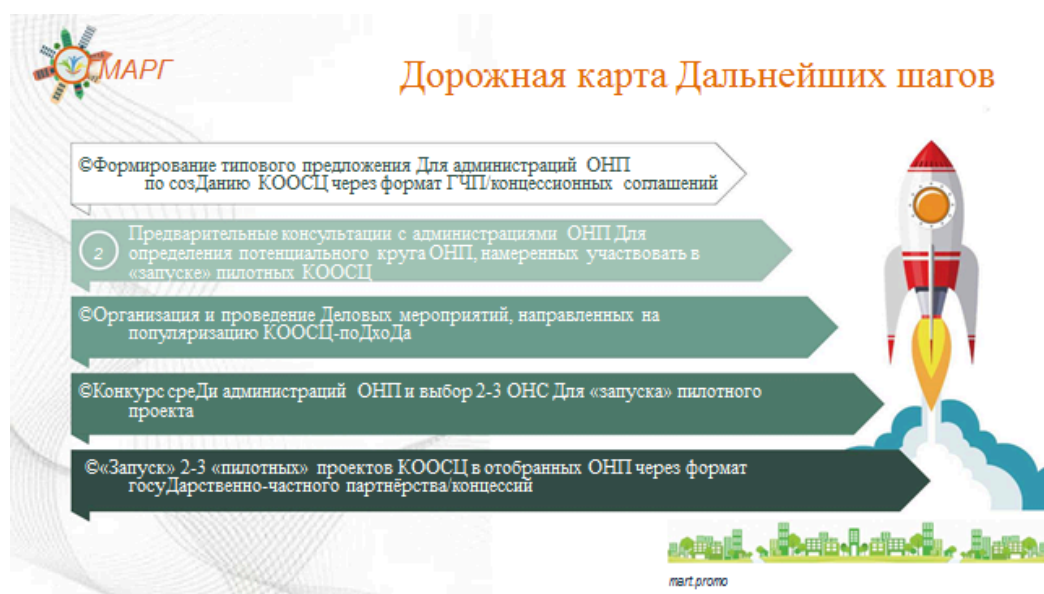 СМАРГ
Дорожная карта Дальнейших шагов
©Формирование типового предложения Для администраций ОНП
по созДанию КООСЦ через формат ГЧП/концессионных соглашений
2
Предварительные консультации с администрациями ОНП Для
определения потенциального круга ОНП, намеренных участвовать в
«запуске» пилотных КООСЦ
©Организация и проведение Деловых мероприятий, направленных на
популяризацию КООСЦ-поДхоДа
©Конкурс среДи администраций ОНП и выбор 2-3 ОНС Для «запуска» пилотного
проекта
©«Запуск» 2-3 «пилотных» проектов КООСЦ в отобранных ОНП через формат
госуДарственно-частного партнёрства/концессий
mart.promo